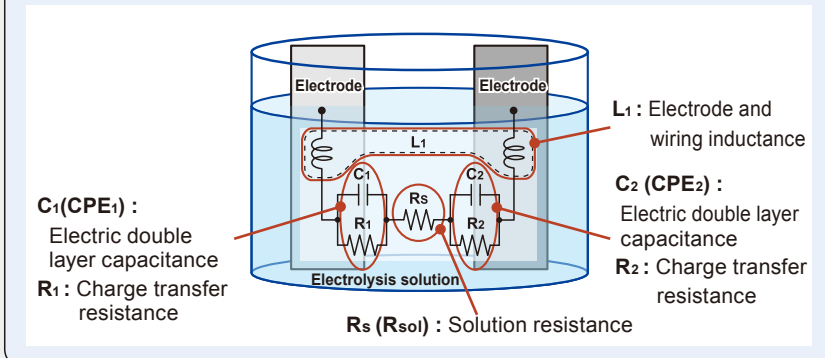 Electrode
Electrode
L₁ : Electrode and
wiring inductance
L₁
C₁
C₂
Rs
R₁
R₂
C₁(CPE₁) :
Electric double
layer capacitance
R₁ : Charge transfer
resistance
C₂ (CPE₂) :
Electric double layer
capacitance
R₂ : Charge transfer
resistance
Electrolysis solution
Rs (Rsol) : Solution resistance